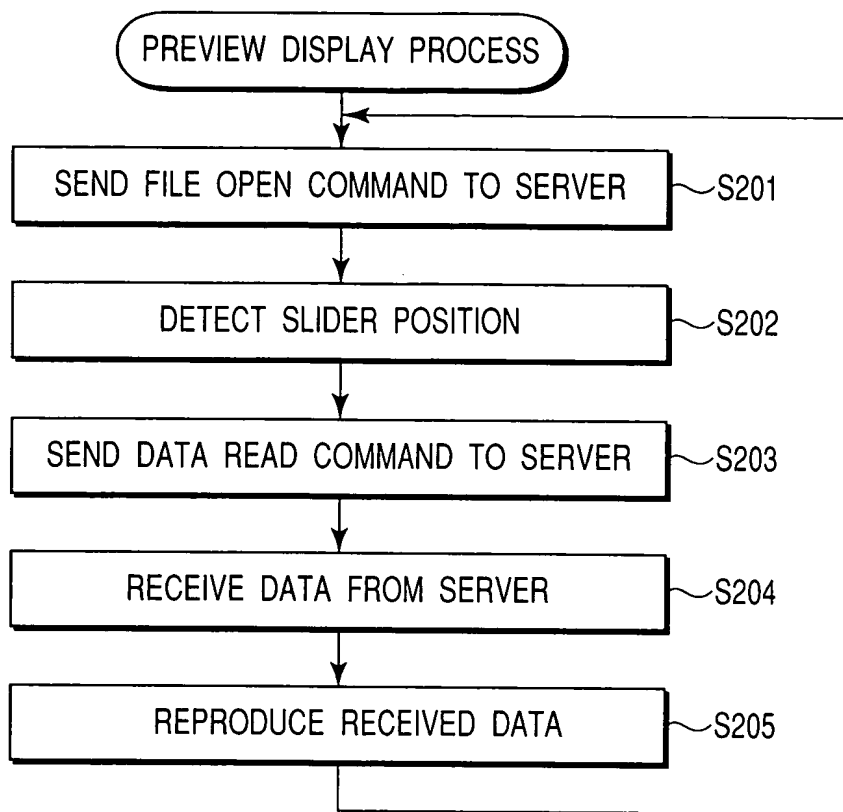 PREVIEW DISPLAY PROCESS
SEND FILE OPEN COMMAND TO SERVER
S201
DETECT SLIDER POSITION
S202
SEND DATA READ COMMAND TO SERVER
S203
RECEIVE DATA FROM SERVER
S204
REPRODUCE RECEIVED DATA
S205